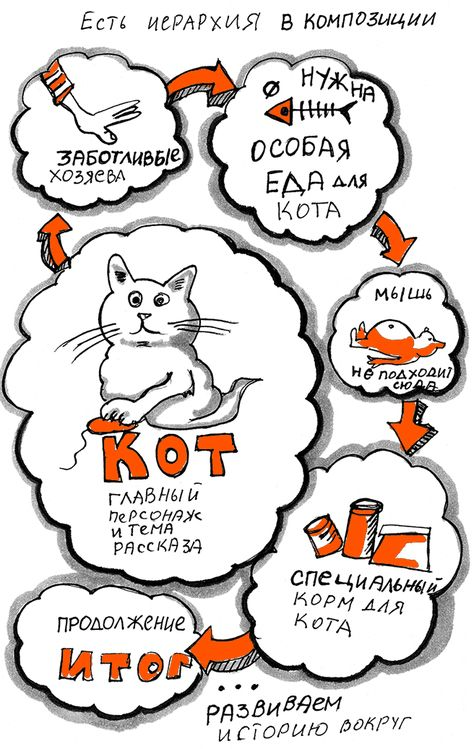 Есть иерархия в композиции
заботливые
хозяева
нужна
особая
еда для
кота
мышь
не подходит
сюда
КОТ
главный
персонаж
и тема
рассказа
специальный
корм для
кота
продолжение
ИТОГ
...
развиваем
историю вокруг